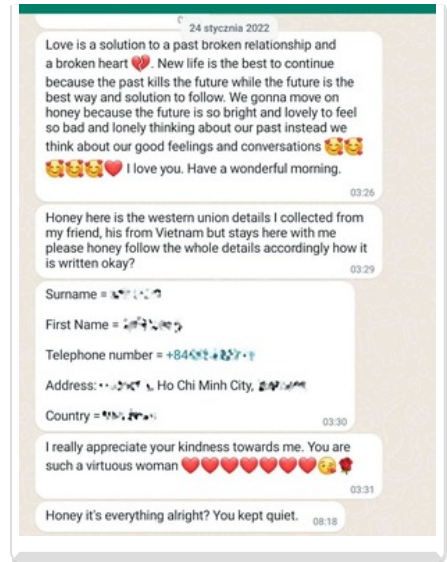 24 stycznia 2022
Love is a solution to a past broken relationship and
a broken heart 💔. New life is the best to continue
because the past kills the future while the future is the
best way and solution to follow. We gonna move on
honey because the future is so bright and lovely to feel
so bad and lonely thinking about our past instead we
think about our good feelings and conversations 🥰🥰
🥰🥰🥰❤️ I love you. Have a wonderful morning.
03:26
Honey here is the western union details I collected from
my friend, his from Vietnam but stays here with me
please honey follow the whole details accordingly how it
is written okay?
03:29
Surname =
First Name =
Telephone number = +84
Address: Ho Chi Minh City,
Country =
03:30
I really appreciate your kindness towards me. You are
such a virtuous woman ❤️❤️❤️❤️❤️❤️❤️😘🌹
03:31
Honey it's everything alright? You kept quiet.
08:18